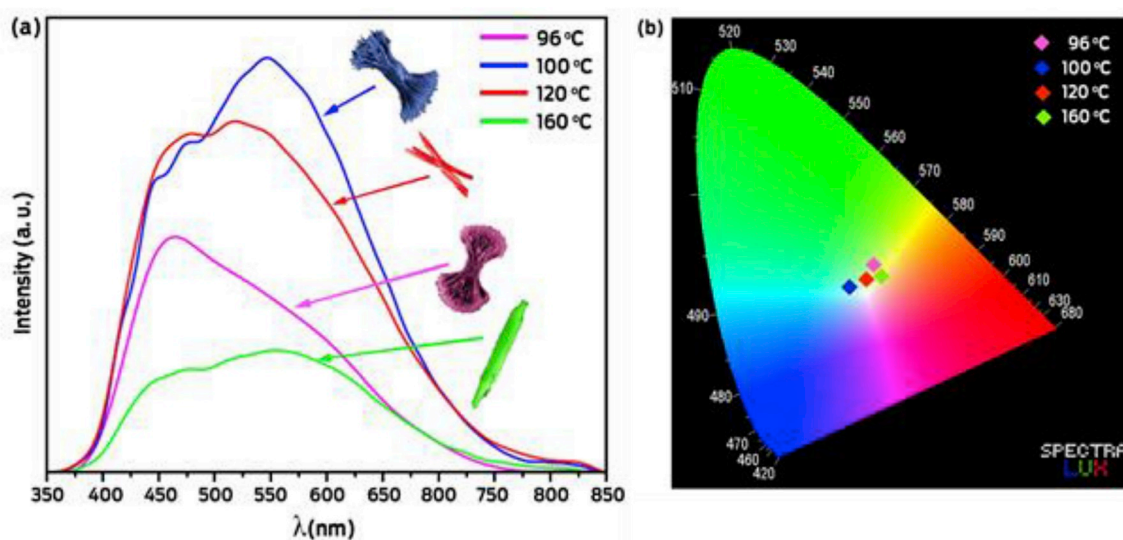 (a)
96 °C
100 °C
120 °C
160 °C
Intensity (a. u.)
350 400 450 500 550 600 650 700 750 800 850
λ(nm)
(b)
96 °C
100 °C
120 °C
160 °C
520
530
540
510
550
560
570
580
590
600
610
630
680
490
480
470
460
420
SPECTRA
LUX